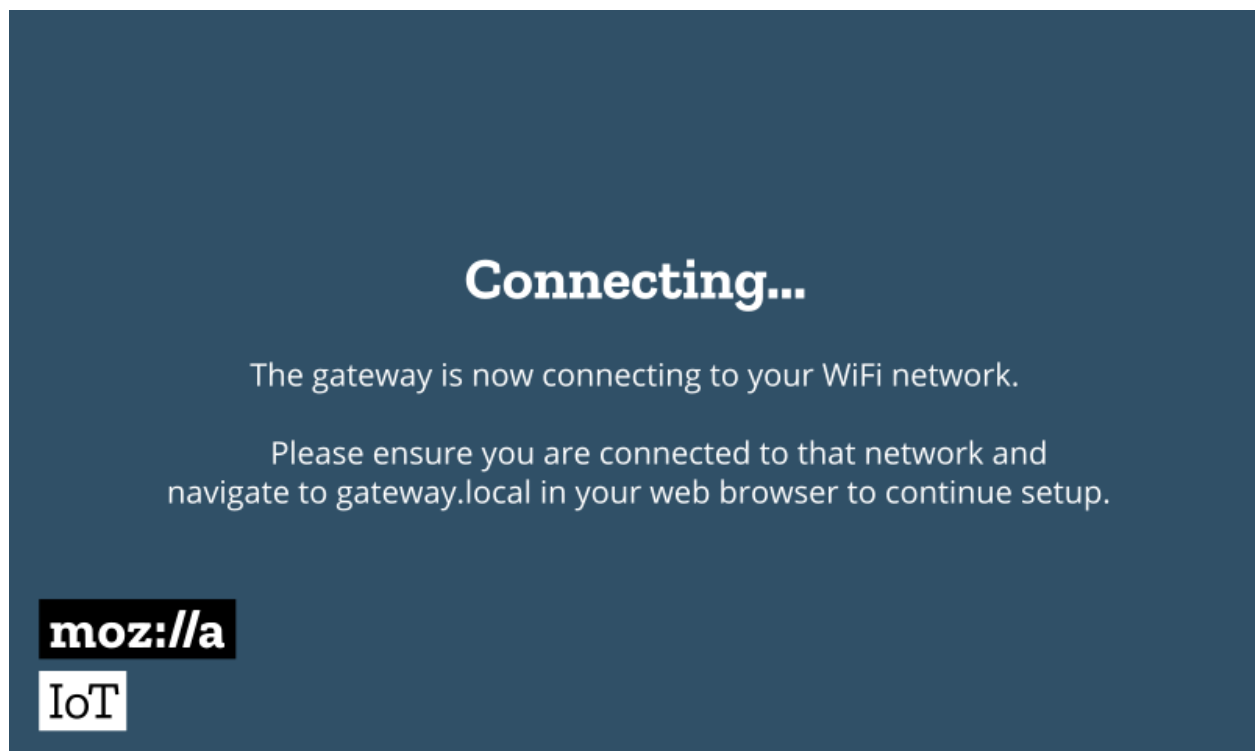 Connecting...
The gateway is now connecting to your WiFi network.
Please ensure you are connected to that network and
navigate to gateway.local in your web browser to continue setup.
moz://a
IoT